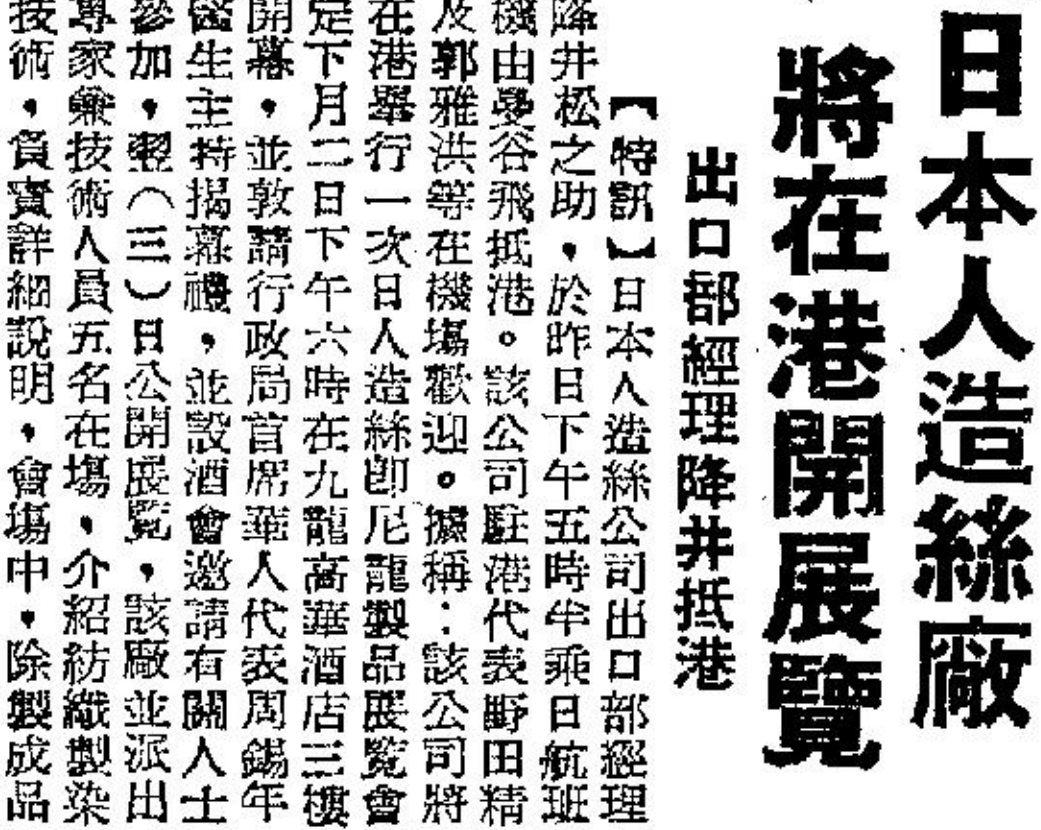 日本人造絲廠
將在港開展覽
出口部經理降井抵港
【特訊】日本人造絲公司出口部經理
降井松之助，於昨日下午五時半乘日航班
機由曼谷飛抵港。該公司駐港代表野田精
及郭雅洪等在機場歡迎。據稱：該公司將
在港舉行一次日人造絲卽尼龍製品展覽會
定下月二日下午六時在九龍高華酒店三樓
開幕，並敦請行政局首席華人代表周錫年
醫生主持揭幕禮，並設酒會邀請有關人士
參加，翌（三）日公開展覽，該廠並派出
專家兼技術人員五名在場，介紹紡織製染
技術，負實詳細說明，會場中，除製成品